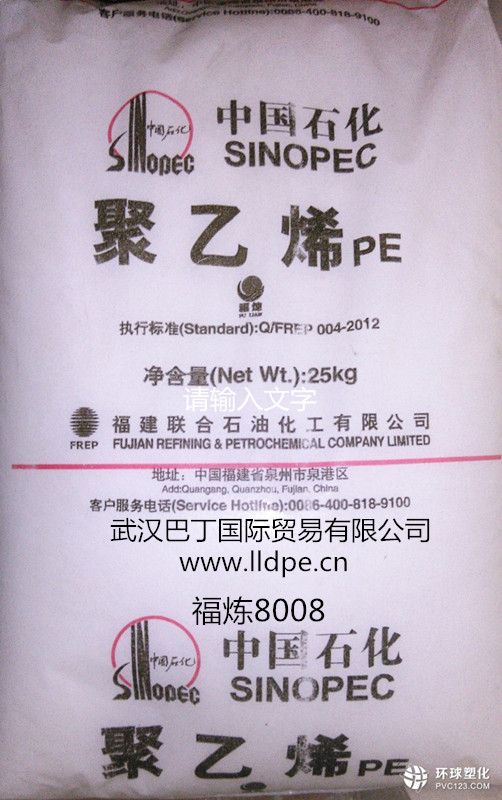 客户服务电话(Service Hotline):0086-400-818-9100
中国石化
SINOPEC
中国石化
SINOPEC
聚乙烯PE
福炼
FU LIAN
执行标准(Standard):Q/FREP 004-2012
净含量(Net Wt.):25kg
请输入文字
FREP
福建联合石油化工有限公司
FUJIAN REFINING & PETROCHEMICAL COMPANY LIMITED
地址：中国福建省泉州市泉港区
Add:Quangang, Quanzhou, Fujian, China
客户服务电话(Service Hotline):0086-400-818-9100
武汉巴丁国际贸易有限公司
www.lldpe.cn
福炼8008
中国石化
SINOPEC
中国石化
SINOPEC
聚乙烯PE
环球塑化
PVC123.COM